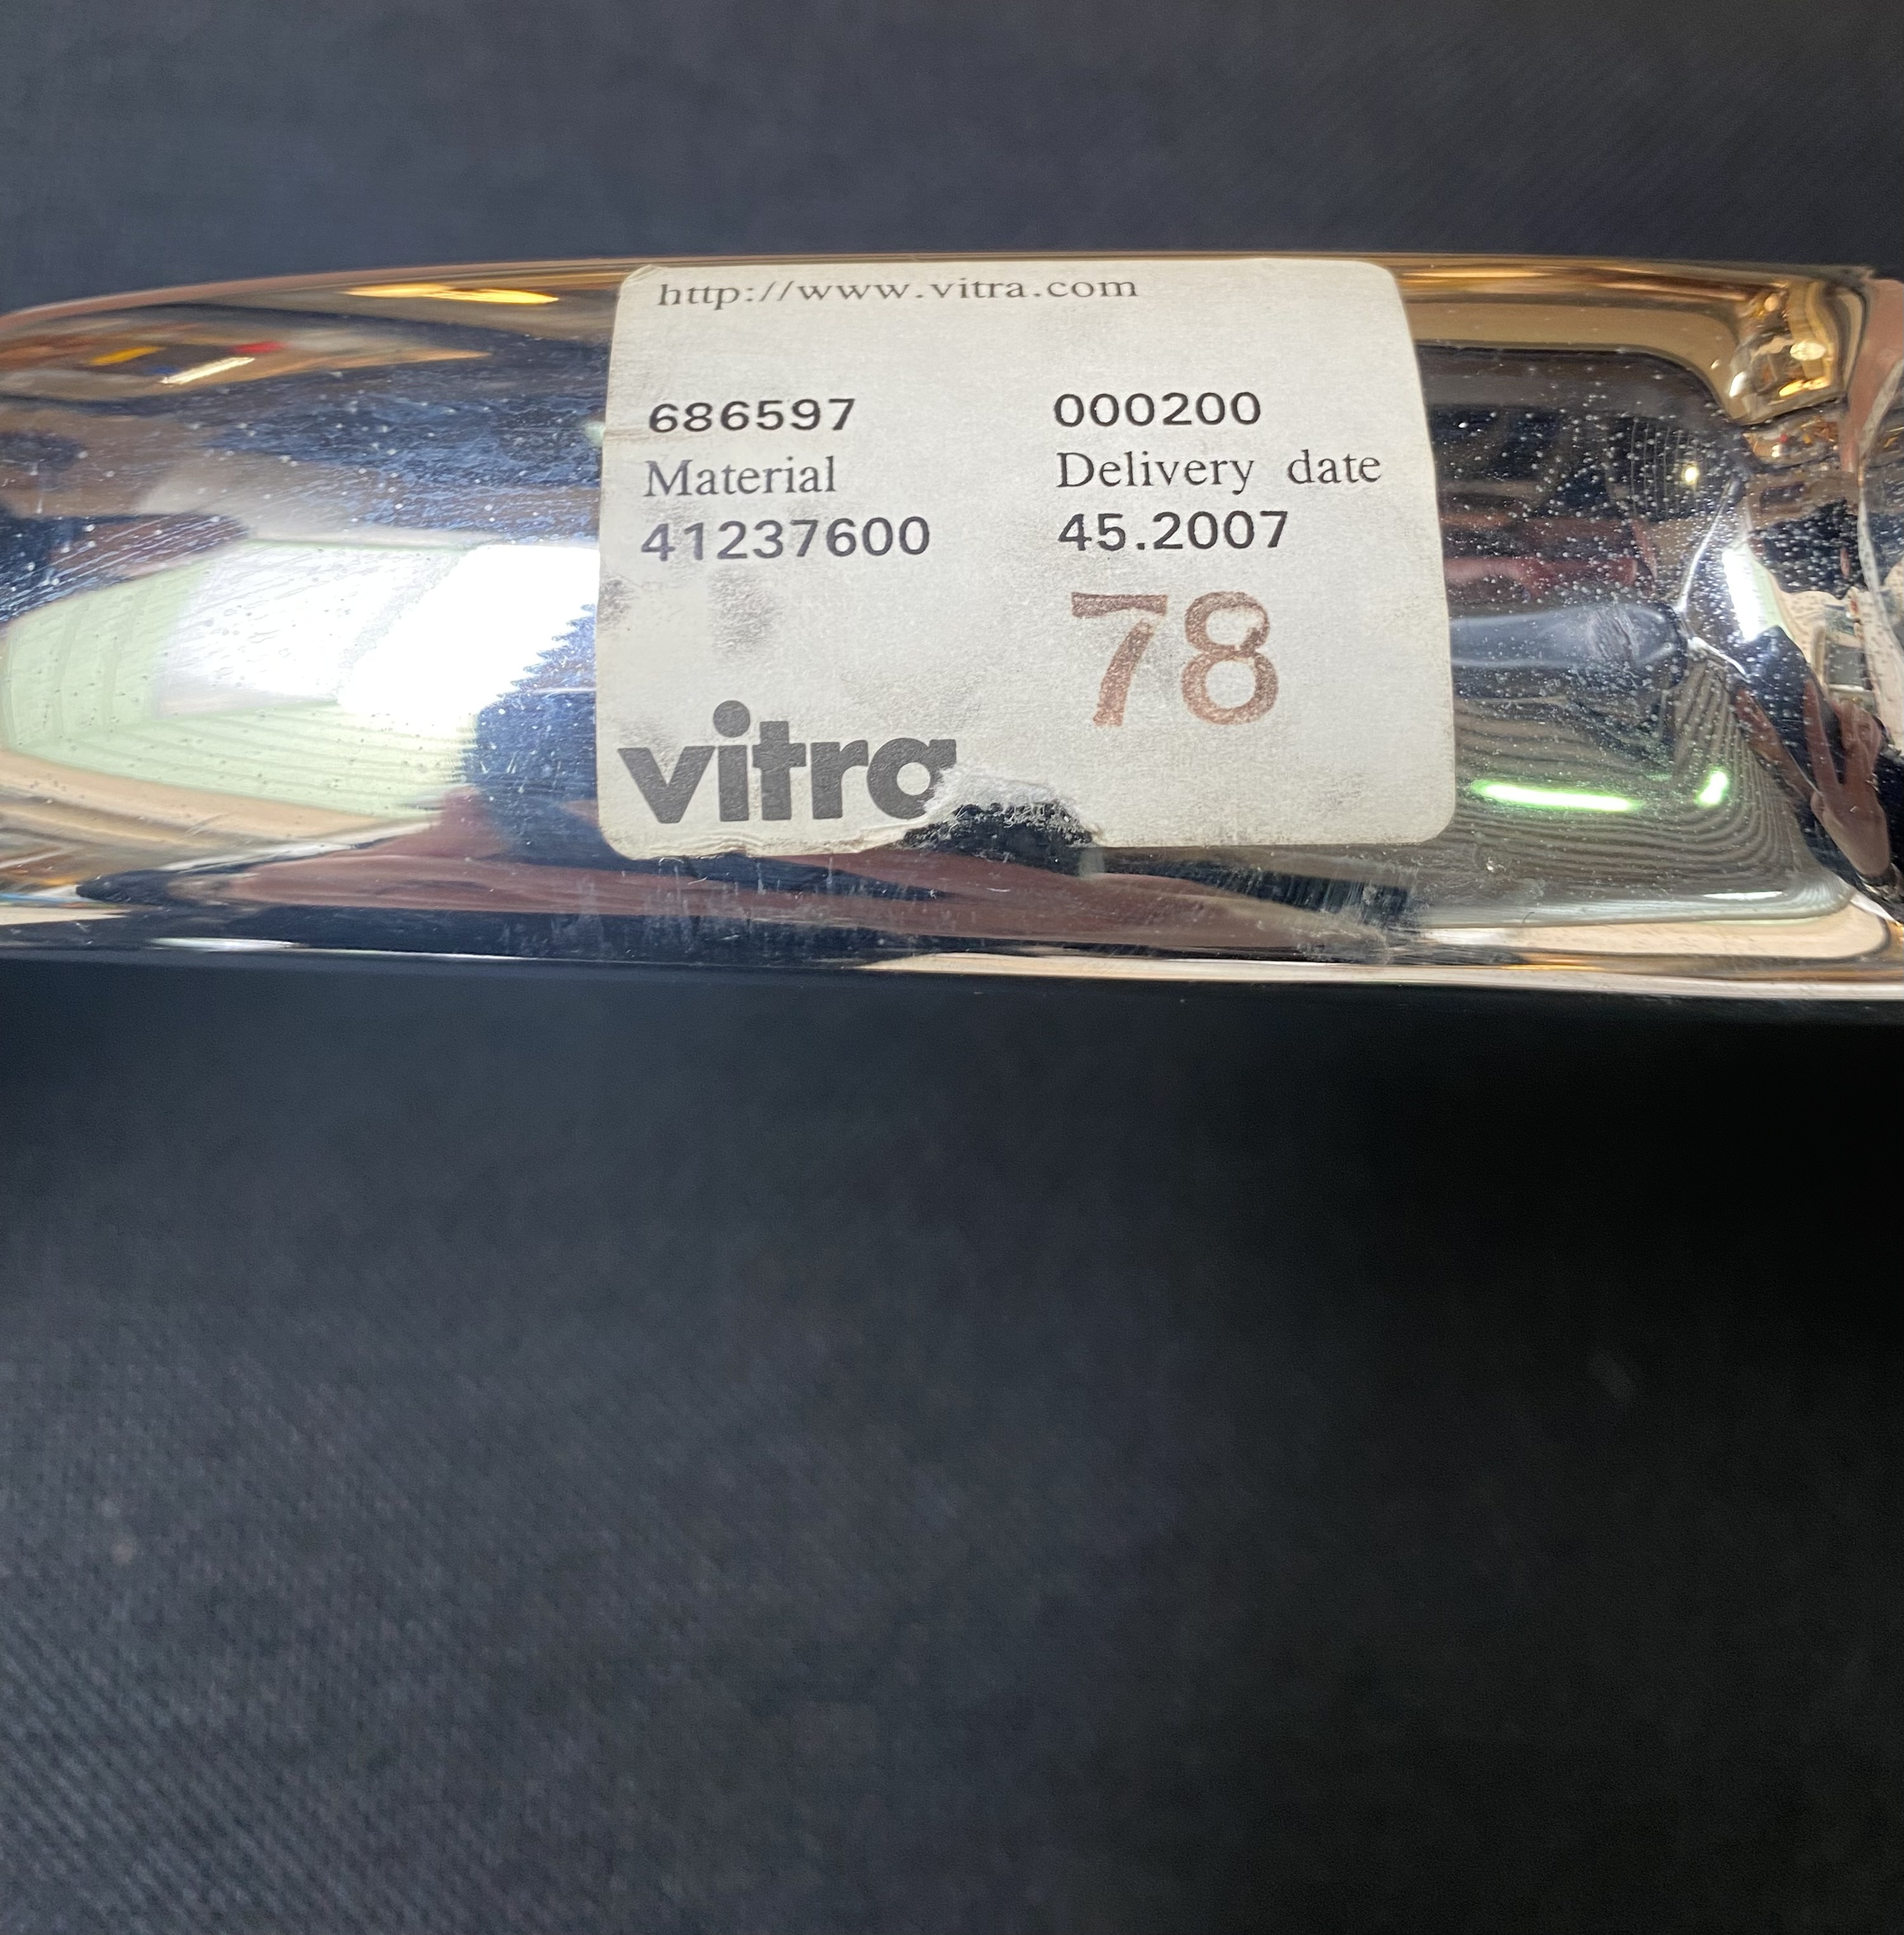 http://www.vitra.com
686597 000200
Material Delivery date
41237600 45.2007
78
vitra